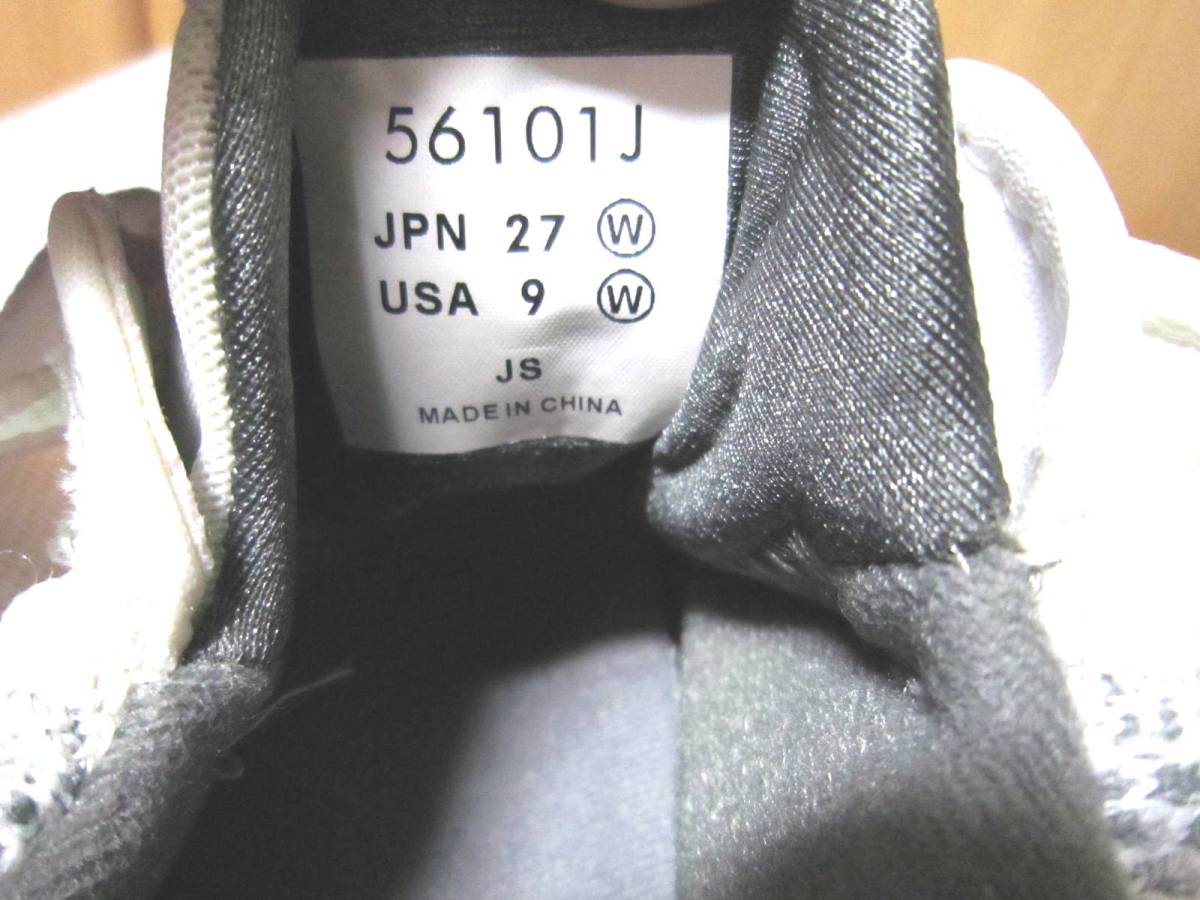 56101J
JPN 27 Ⓦ
USA 9 Ⓦ
JS
MADE IN CHINA